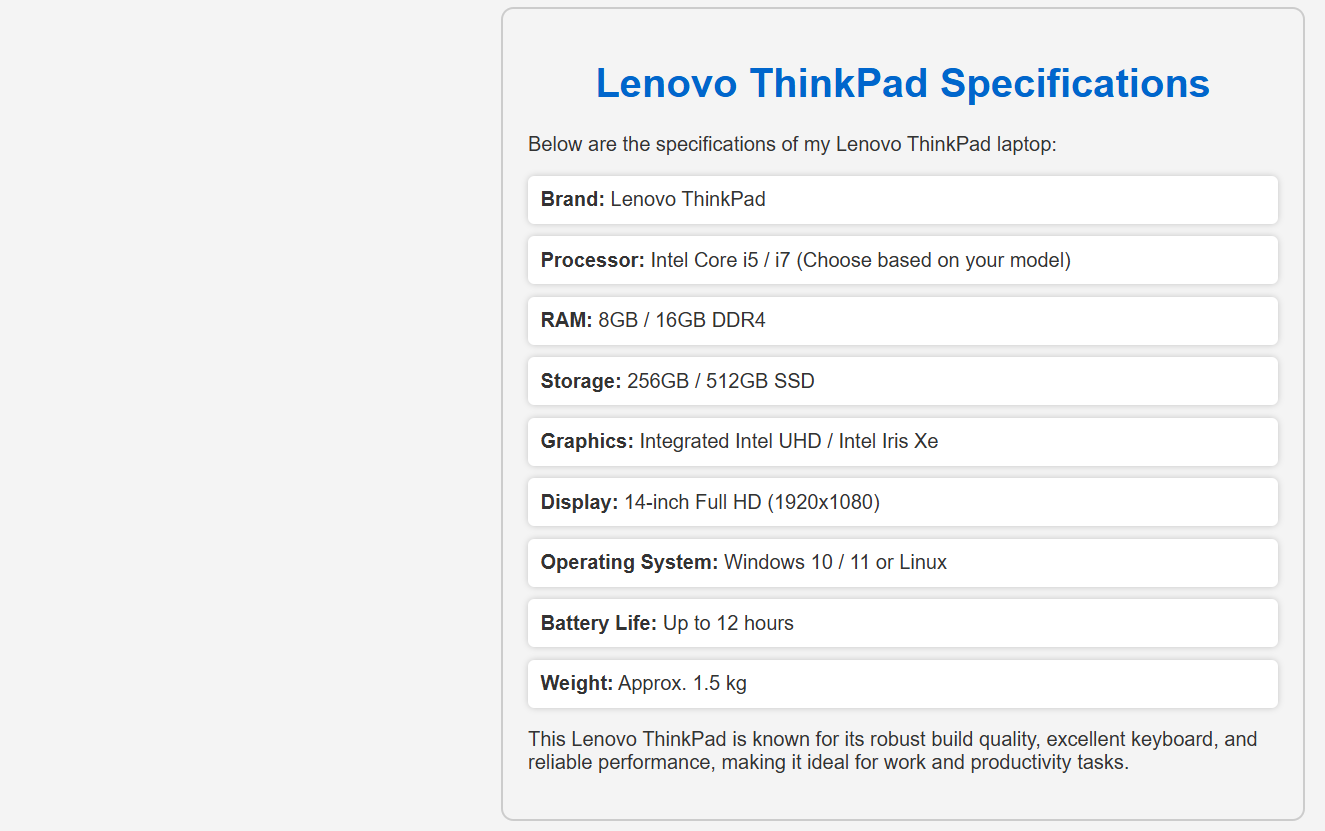 Lenovo ThinkPad Specifications
Below are the specifications of my Lenovo ThinkPad laptop:
Brand: Lenovo ThinkPad
Processor: Intel Core i5 / i7 (Choose based on your model)
RAM: 8GB / 16GB DDR4
Storage: 256GB / 512GB SSD
Graphics: Integrated Intel UHD / Intel Iris Xe
Display: 14-inch Full HD (1920x1080)
Operating System: Windows 10 / 11 or Linux
Battery Life: Up to 12 hours
Weight: Approx. 1.5 kg
This Lenovo ThinkPad is known for its robust build quality, excellent keyboard, and
reliable performance, making it ideal for work and productivity tasks.